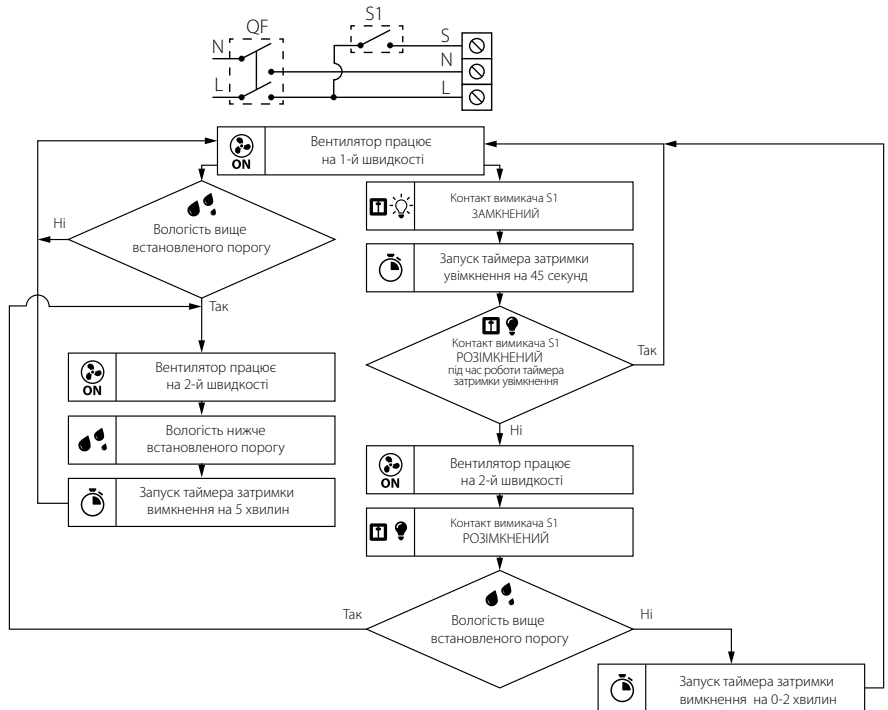 S1
QF
S
N
N
L
L
ON
Вентилятор працює
на 1-й швидкості
Вологість вище
встановленого порогу
Ні
Так
ON
Вентилятор працює
на 2-й швидкості
Вологість нижче
встановленого порогу
Запуск таймера затримки
вимкнення на 5 хвилин
Контакт вимикача S1
ЗАМКНЕНИЙ
Запуск таймера затримки
увімкнення на 45 секунд
Контакт вимикача S1
РОЗІМКНЕНИЙ
під час роботи таймера
затримки увімкнення
Так
Ні
ON
Вентилятор працює
на 2-й швидкості
Контакт вимикача S1
РОЗІМКНЕНИЙ
Так
Вологість вище
встановленого порогу
Ні
Запуск таймера затримки
вимкнення на 0-2 хвилин